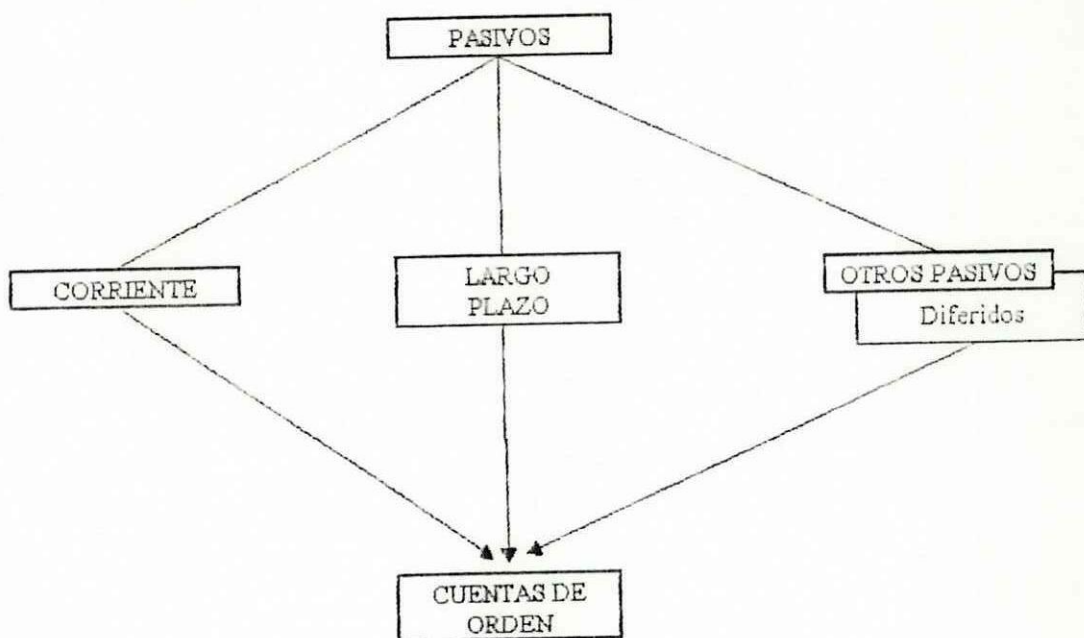 PASIVOS
CORRIENTE
LARGO
PLAZO
OTROS PASIVOS
Diferidos
CUENTAS DE
ORDEN